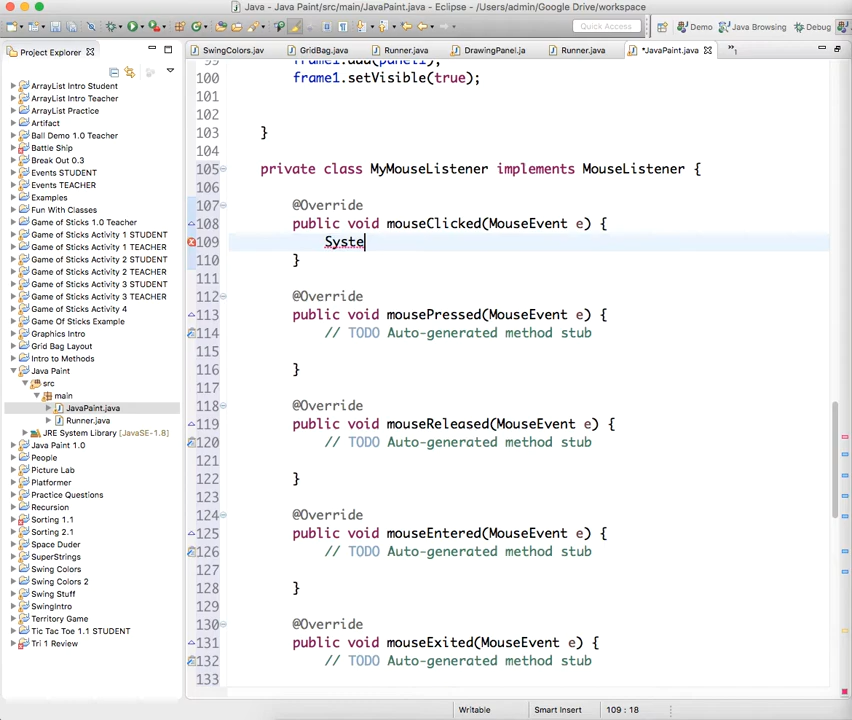 Java - Java Paint/src/main/JavaPaint.java - Eclipse - /Users/admin/Google Drive/workspace
Quick Access
Demo
Java Browsing
Debug
Project Explorer
SwingColors.jav
GridBag.java
Runner.java
DrawingPanel.ja
Runner.java
*JavaPaint.java
»1
ArrayList Intro Student
ArrayList Intro Teacher
ArrayList Practice
Artifact
Ball Demo 1.0 Teacher
Battle Ship
Break Out 0.3
Events STUDENT
Events TEACHER
Examples
Fun With Classes
Game of Sticks 1.0 Teacher
Game of Sticks Activity 1 STUDENT
Game of Sticks Activity 1 TEACHER
Game of Sticks Activity 2 STUDENT
Game of Sticks Activity 2 TEACHER
Game of Sticks Activity 3 STUDENT
Game of Sticks Activity 3 TEACHER
Game of Sticks Activity 4
Game Of Sticks Example
Graphics Intro
Grid Bag Layout
Intro to Methods
Java Paint
src
main
JavaPaint.java
Runner.java
JRE System Library [JavaSE-1.8]
Java Paint 1.0
People
Picture Lab
Platformer
Practice Questions
Recursion
Sorting 1.1
Sorting 2.1
Space Duder
SuperStrings
Swing Colors
Swing Colors 2
Swing Stuff
SwingIntro
Territory Game
Tic Tac Toe 1.1 STUDENT
Tri 1 Review
99 frame1.add(panel1);
100 frame1.setVisible(true);
101
102
103 }
104
105 private class MyMouseListener implements MouseListener {
106
107 @Override
108 public void mouseClicked(MouseEvent e) {
109 Syste
110 }
111
112 @Override
113 public void mousePressed(MouseEvent e) {
114 // TODO Auto-generated method stub
115
116 }
117
118 @Override
119 public void mouseReleased(MouseEvent e) {
120 // TODO Auto-generated method stub
121
122 }
123
124 @Override
125 public void mouseEntered(MouseEvent e) {
126 // TODO Auto-generated method stub
127
128 }
129
130 @Override
131 public void mouseExited(MouseEvent e) {
132 // TODO Auto-generated method stub
133
Writable
Smart Insert
109 : 18